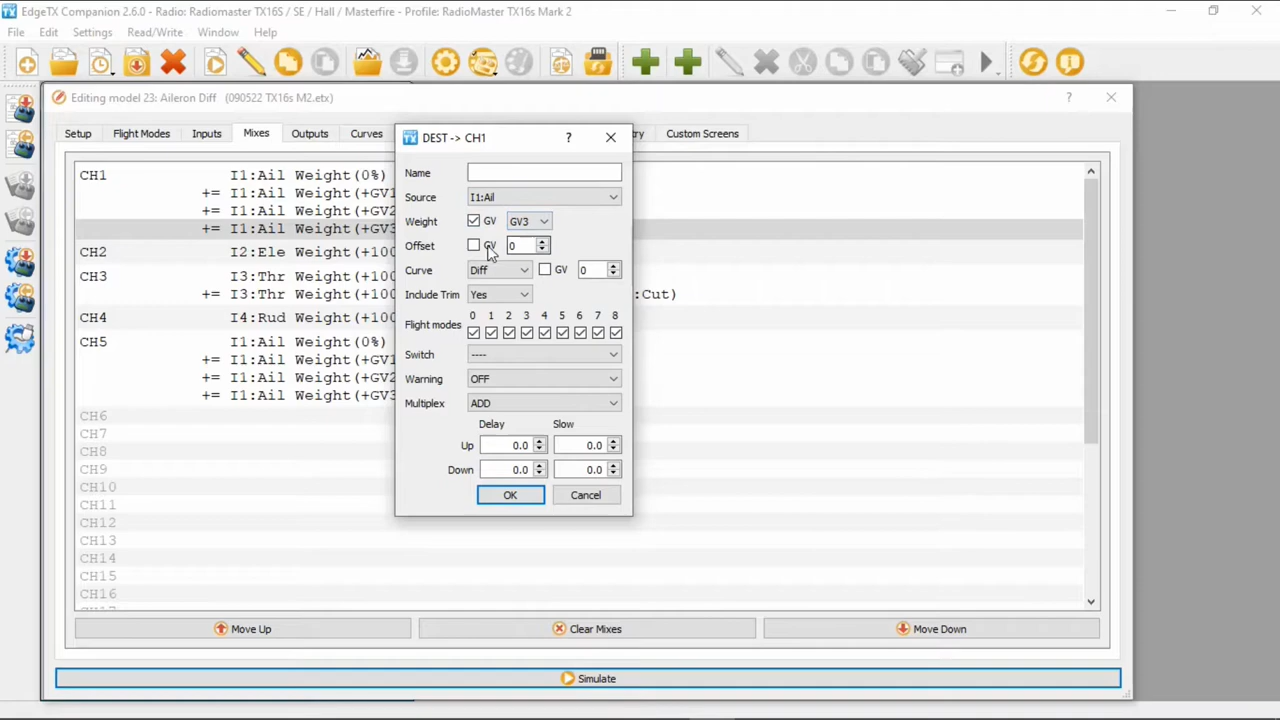 EdgeTX Companion 2.6.0 - Radio: Radiomaster TX16S / SE / Hall / Masterfire - Profile: RadioMaster TX16s Mark 2
File Edit Settings Read/Write Window Help
Editing model 23: Aileron Diff (090522 TX16s M2.etx)
Setup Flight Modes Inputs Mixes Outputs Curves Custom Screens
DEST -> CH1
Name
Source I1:Ail
Weight GV GV3
Offset GV 0
Curve Diff GV 0
Include Trim Yes
0 1 2 3 4 5 6 7 8
Flight modes
Switch ----
Warning OFF
Multiplex ADD
Delay Slow
Up 0.0 0.0
Down 0.0 0.0
OK Cancel
CH1 I1:Ail Weight(0%)
+= I1:Ail Weight(+GV1
+= I1:Ail Weight(+GV2
+= I1:Ail Weight(+GV3
CH2 I2:Ele Weight(+100
CH3 I3:Thr Weight(+100
+= I3:Thr Weight(+100 :Cut)
CH4 I4:Rud Weight(+100
CH5 I1:Ail Weight(0%)
+= I1:Ail Weight(+GV1
+= I1:Ail Weight(+GV2
+= I1:Ail Weight(+GV3
CH6
CH7
CH8
CH9
CH10
CH11
CH12
CH13
CH14
CH15
CH16
Move Up Clear Mixes Move Down
Simulate